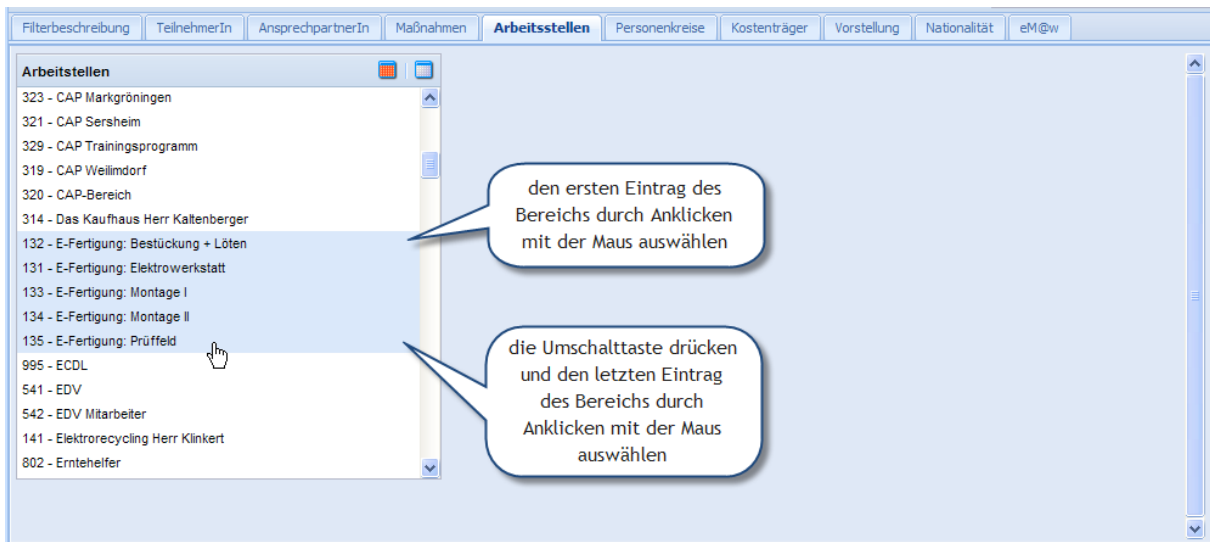 Filterbeschreibung TeilnehmerIn AnsprechpartnerIn Maßnahmen Arbeitsstellen Personenkreise Kostenträger Vorstellung Nationalität eM@w
Arbeitstellen
323 - CAP Markgröningen
321 - CAP Sersheim
329 - CAP Trainingsprogramm
319 - CAP Weilimdorf
320 - CAP-Bereich
314 - Das Kaufhaus Herr Kaltenberger
132 - E-Fertigung: Bestückung + Löten
131 - E-Fertigung: Elektrowerkstatt
133 - E-Fertigung: Montage I
134 - E-Fertigung: Montage II
135 - E-Fertigung: Prüffeld
995 - ECDL
541 - EDV
542 - EDV Mitarbeiter
141 - Elektrorecycling Herr Klinkert
802 - Erntehelfer
den ersten Eintrag des
Bereichs durch Anklicken
mit der Maus auswählen
die Umschalttaste drücken
und den letzten Eintrag
des Bereichs durch
Anklicken mit der Maus
auswählen